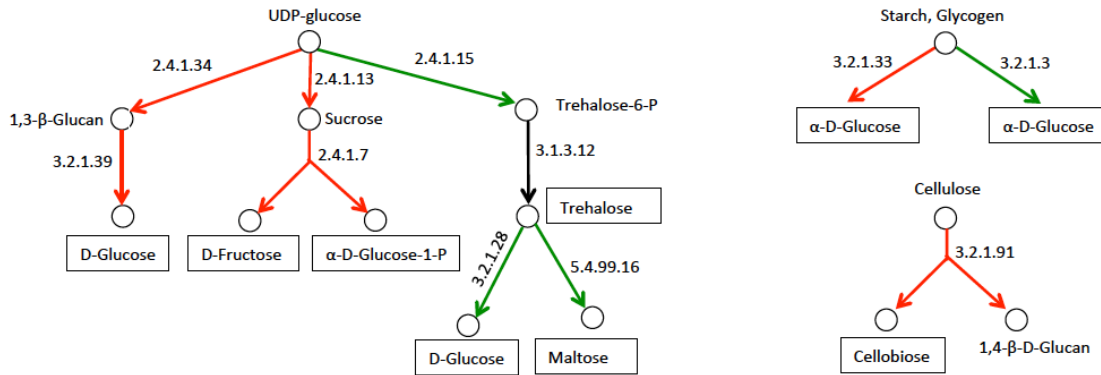 UDP-glucose
Starch, Glycogen
2.4.1.34
2.4.1.13
2.4.1.15
3.2.1.33
3.2.1.3
1,3-β-Glucan
Sucrose
Trehalose-6-P
α-D-Glucose
α-D-Glucose
3.2.1.39
2.4.1.7
3.1.3.12
Cellulose
Trehalose
D-Glucose
D-Fructose
α-D-Glucose-1-P
3.2.1.28
5.4.99.16
3.2.1.91
D-Glucose
Maltose
Cellobiose
1,4-β-D-Glucan